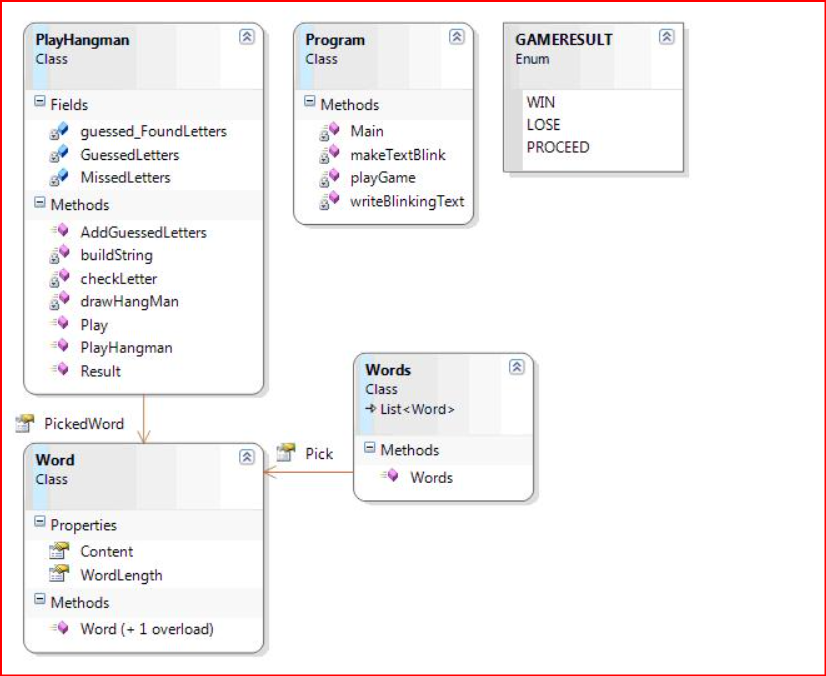 PlayHangman
Class
Fields
guessed_FoundLetters
GuessedLetters
MissedLetters
Methods
AddGuessedLetters
buildString
checkLetter
drawHangMan
Play
PlayHangman
Result
Program
Class
Methods
Main
makeTextBlink
playGame
writeBlinkingText
GAMERESULT
Enum
WIN
LOSE
PROCEED
PickedWord
Words
Class
List<Word>
Methods
Words
Pick
Word
Class
Properties
Content
WordLength
Methods
Word (+ 1 overload)